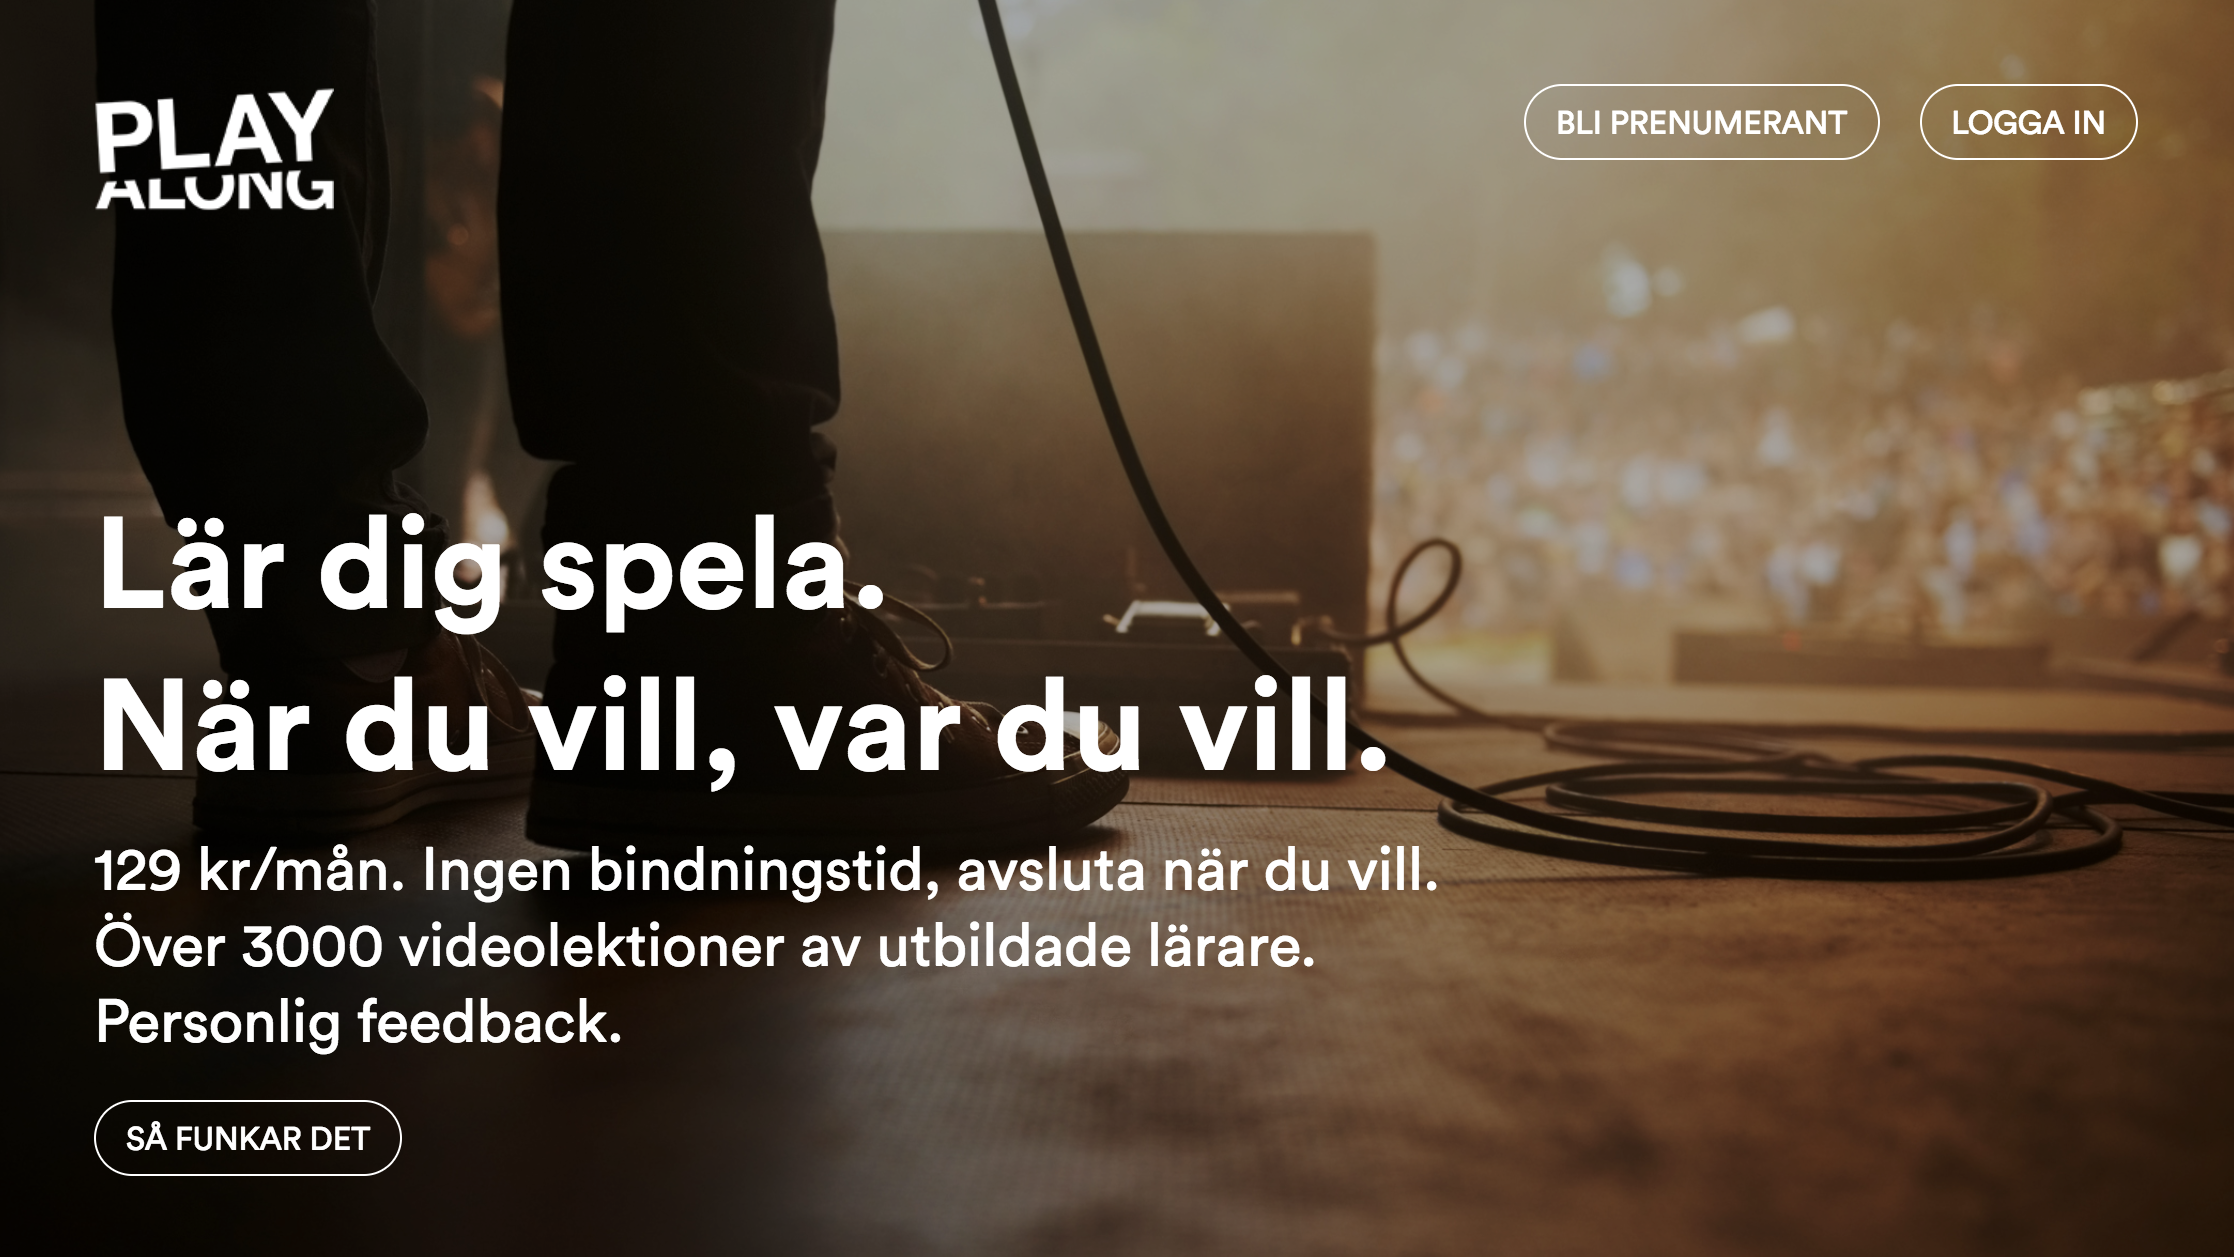 PLAY
ALONG
BLI PRENUMERANT
LOGGA IN
Lär dig spela.
När du vill, var du vill.
129 kr/mån. Ingen bindningstid, avsluta när du vill.
Över 3000 videolektioner av utbildade lärare.
Personlig feedback.
SÅ FUNKAR DET